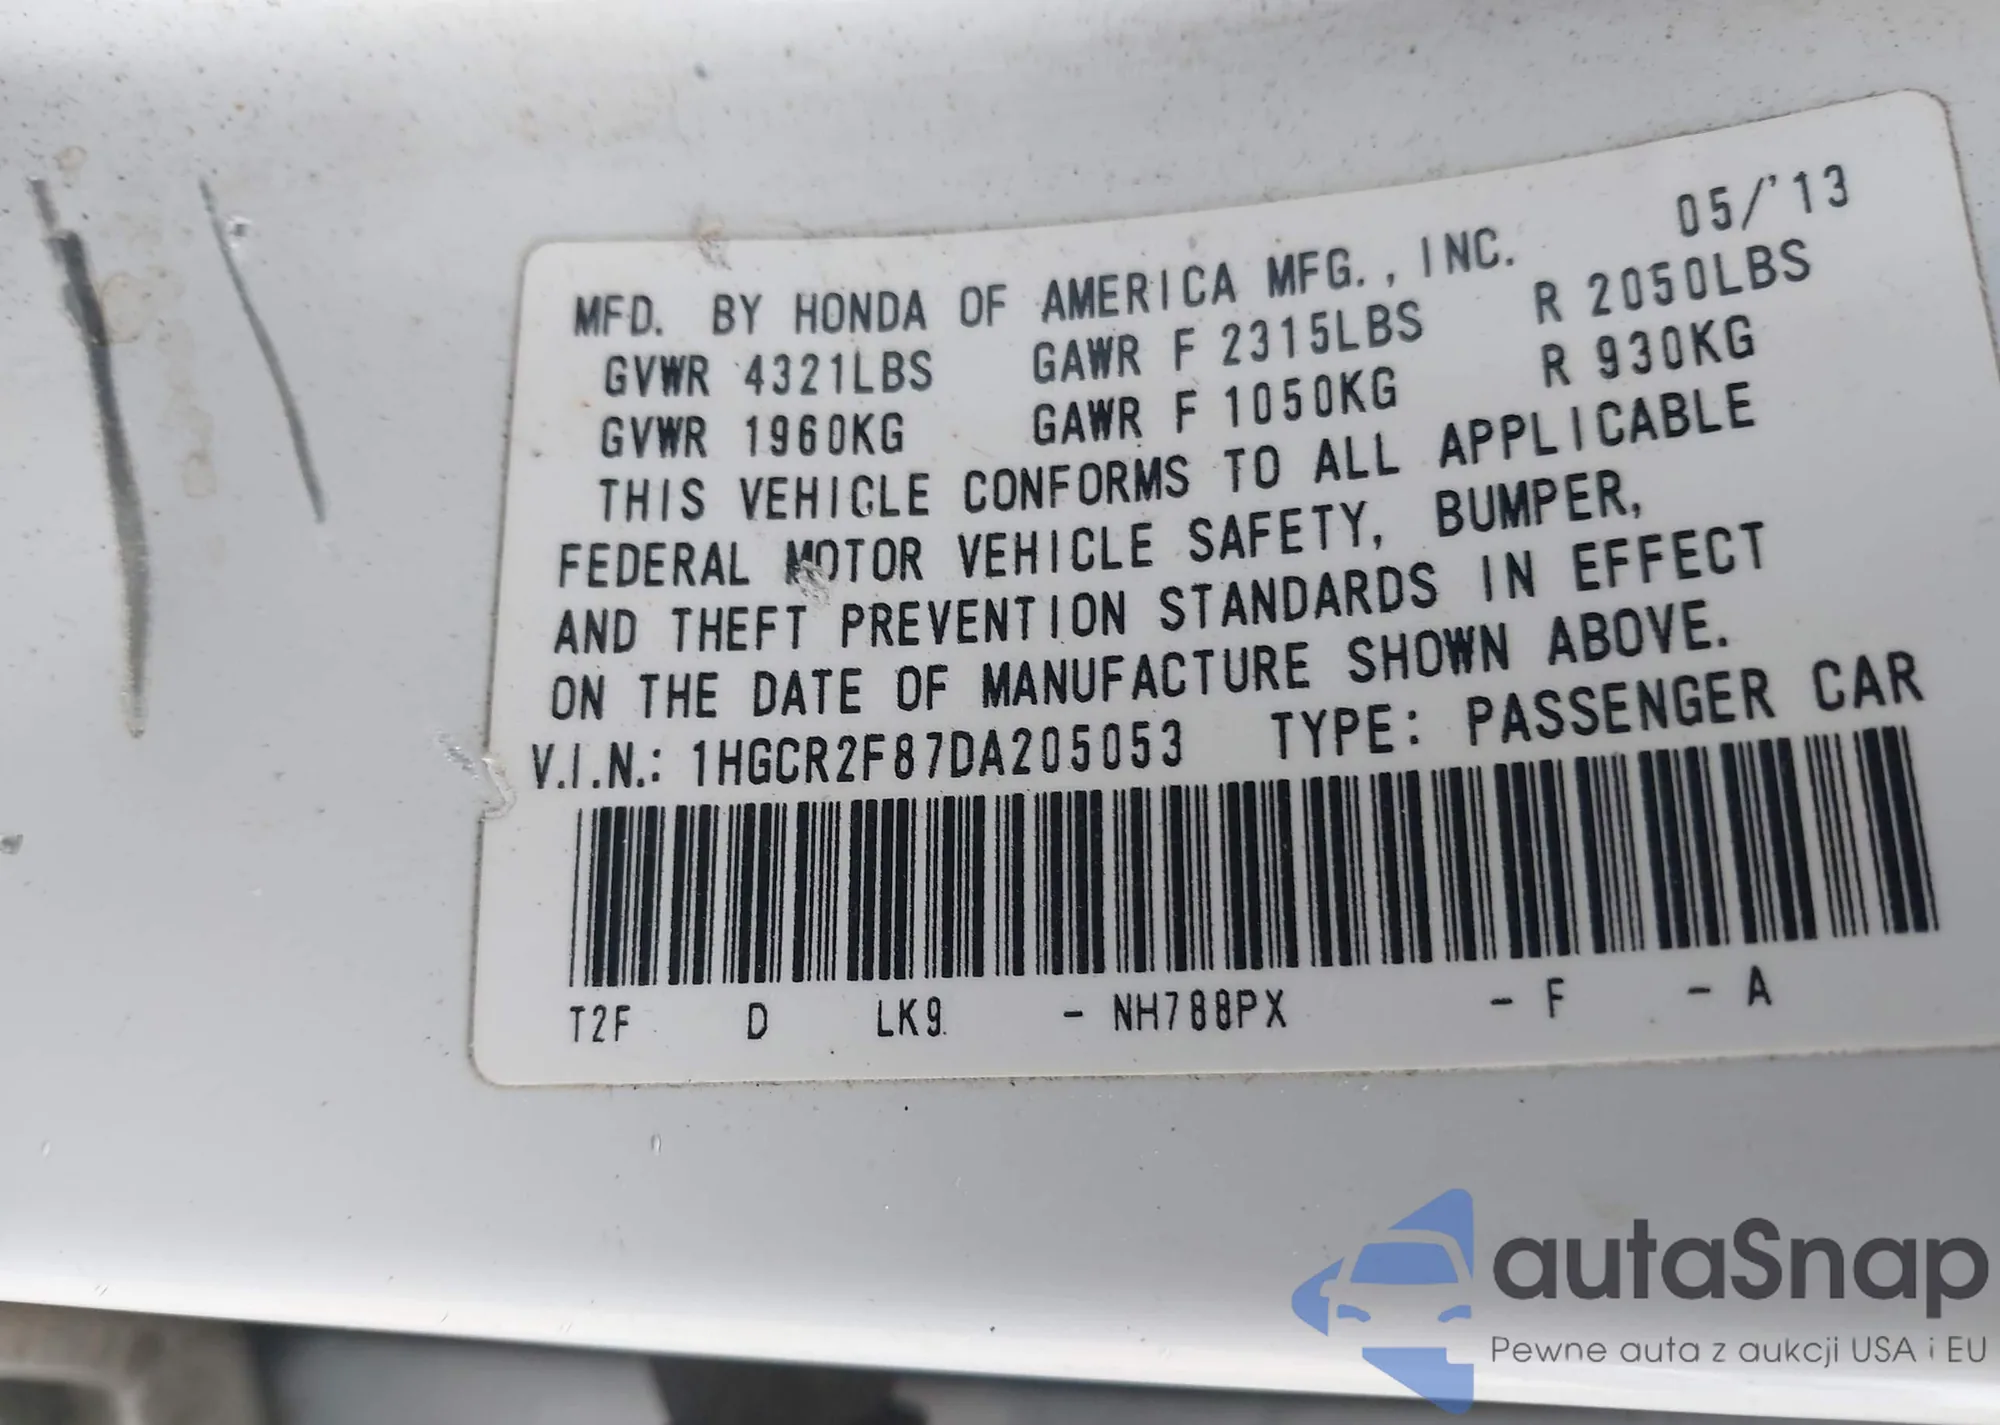 MFD. BY HONDA OF AMERICA MFG., INC. 05/'13
GVWR 4321LBS GAWR F 2315LBS R 2050LBS
GVWR 1960KG GAWR F 1050KG R 930KG
THIS VEHICLE CONFORMS TO ALL APPLICABLE
FEDERAL MOTOR VEHICLE SAFETY, BUMPER,
AND THEFT PREVENTION STANDARDS IN EFFECT
ON THE DATE OF MANUFACTURE SHOWN ABOVE.
V.I.N.: 1HGCR2F87DA205053 TYPE: PASSENGER CAR
T2F D LK9 - NH788PX - F - A
autaSnap
Pewne auta z aukcji USA i EU